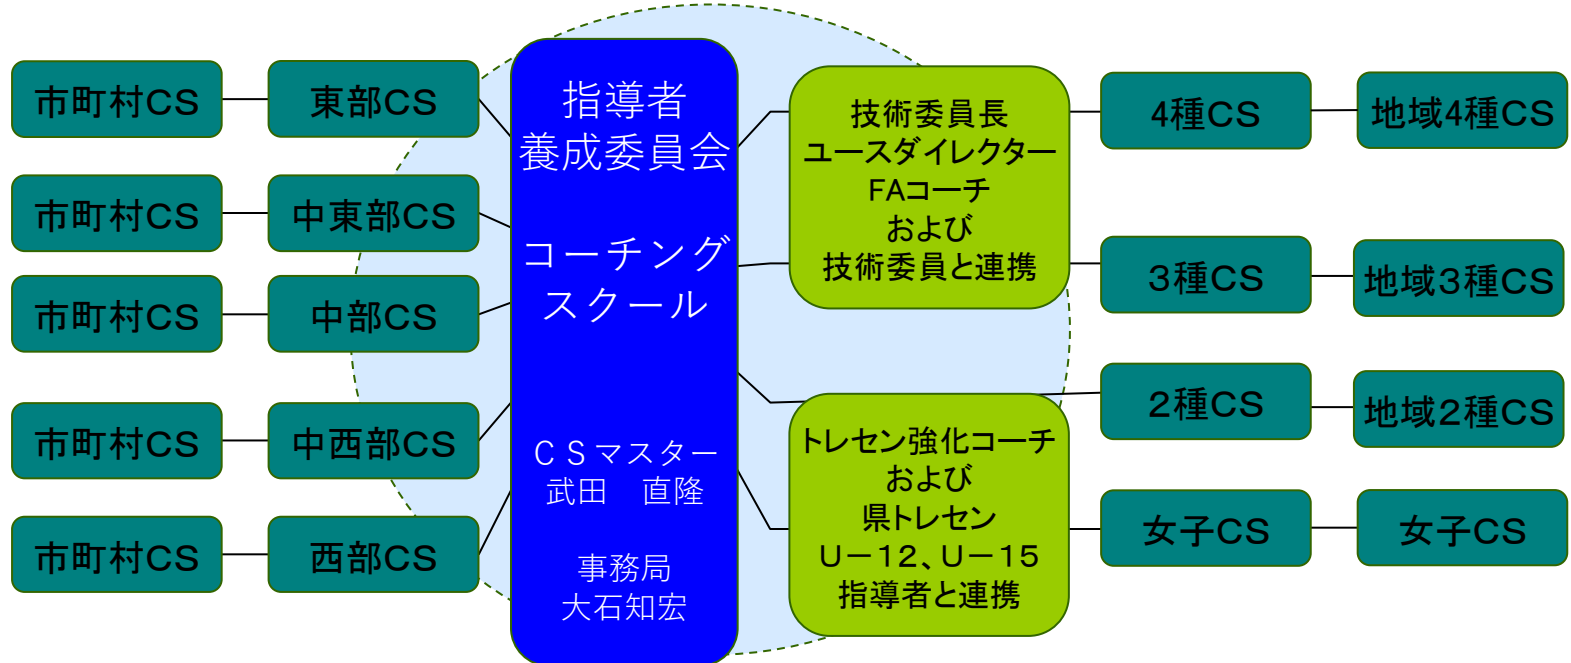 市町村CS
東部CS
市町村CS
中東部CS
市町村CS
中部CS
市町村CS
中西部CS
市町村CS
西部CS
指導者
養成委員会
コーチング
スクール
ＣＳマスター
武田　直隆
事務局
大石知宏
技術委員長
ユースダイレクター
FAコーチ
および
技術委員と連携
トレセン強化コーチ
および
県トレセン
U－12、U－15
指導者と連携
4種CS
地域4種CS
３種CS
地域３種CS
２種CS
地域２種CS
女子CS
女子CS